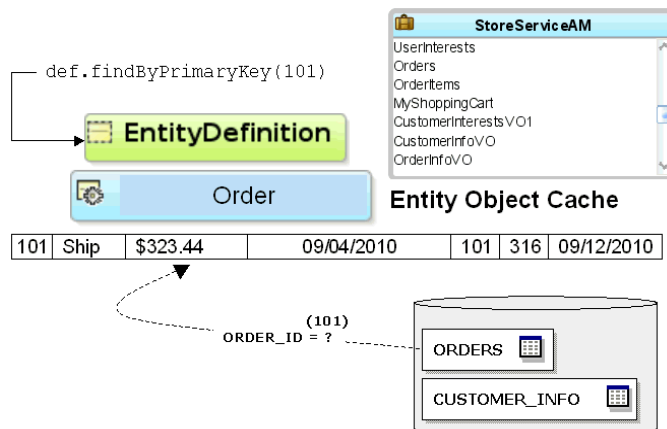 StoreServiceAM
UserInterests
Orders
OrderItems
MyShoppingCart
CustomerInterestsVO1
CustomerInfoVO
OrderInfoVO
def.findByPrimaryKey(101)
EntityDefinition
Order
Entity Object Cache
101 Ship $323.44 09/04/2010 101 316 09/12/2010
(101)
ORDER_ID = ?
ORDERS
CUSTOMER_INFO